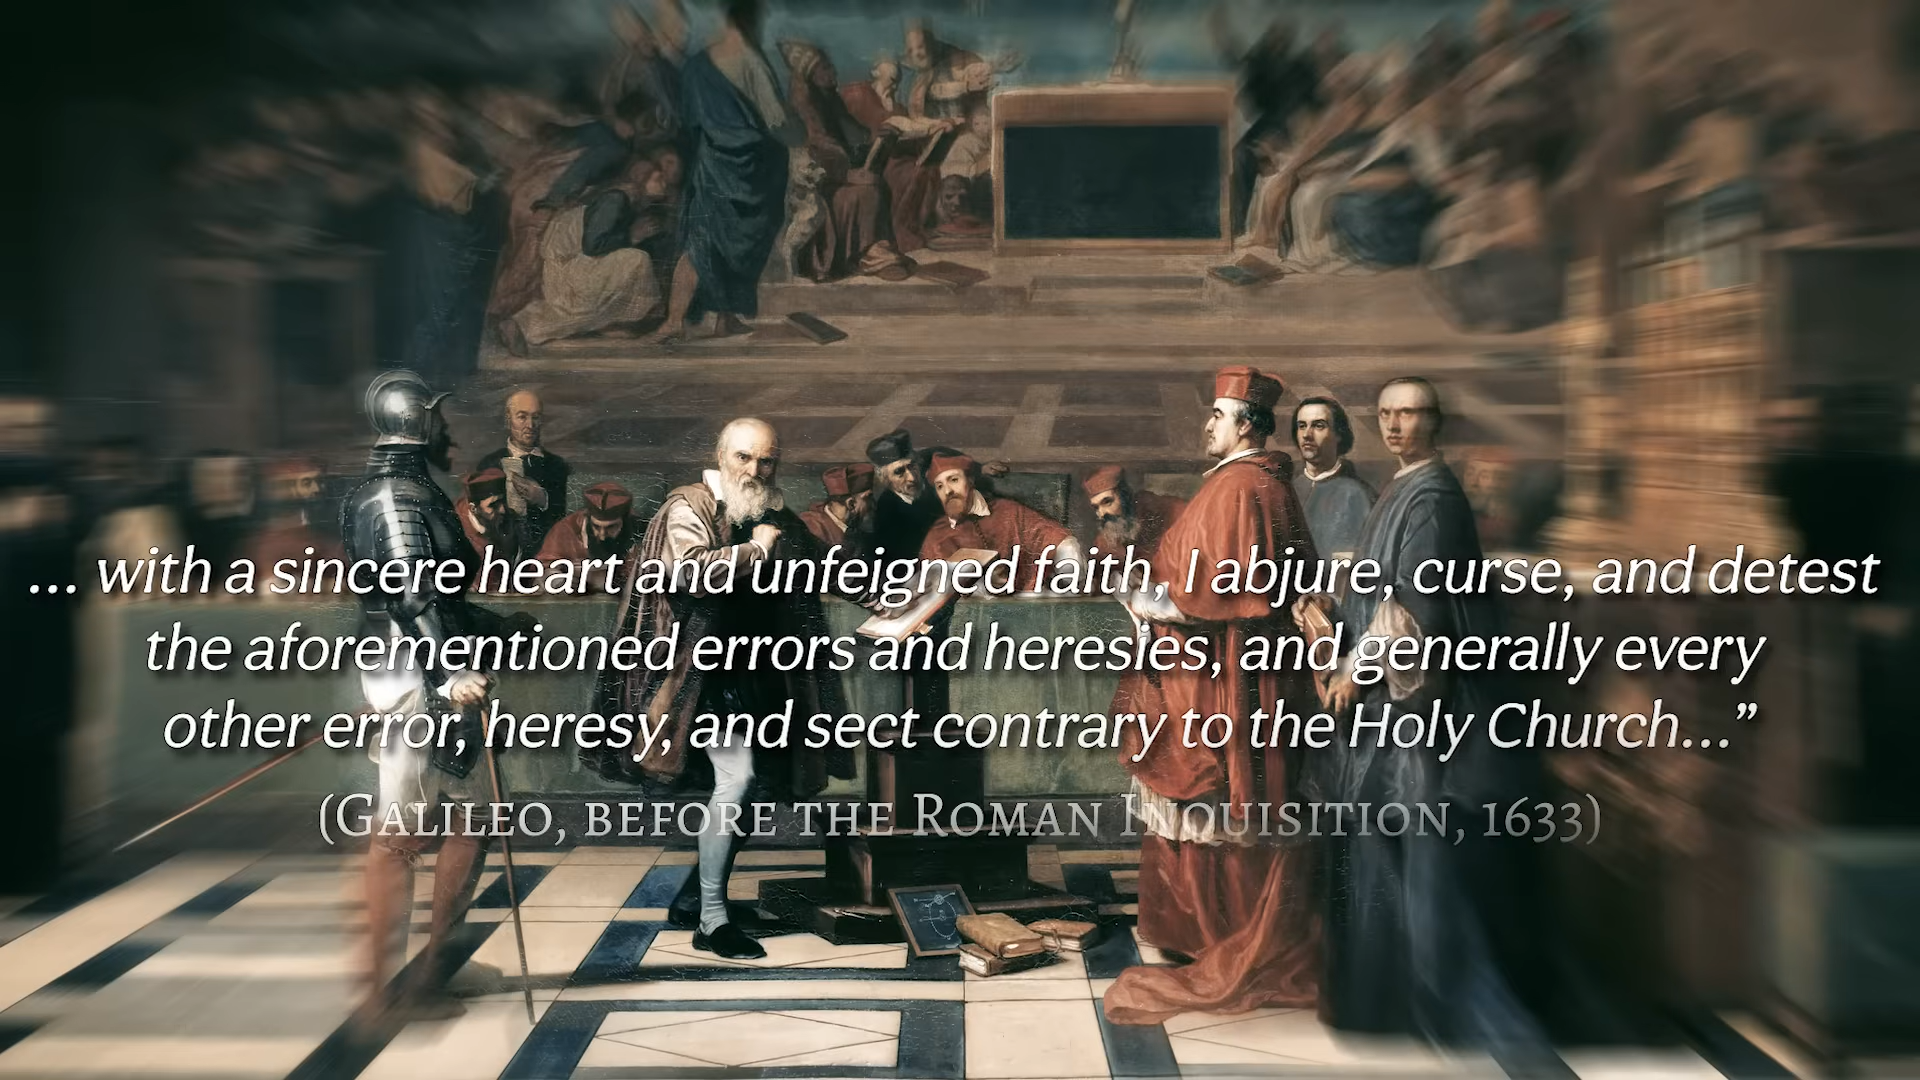 ... with a sincere heart and unfeigned faith, I abjure, curse, and detest
the aforementioned errors and heresies, and generally every
other error, heresy, and sect contrary to the Holy Church...”
(Galileo, before the Roman Inquisition, 1633)